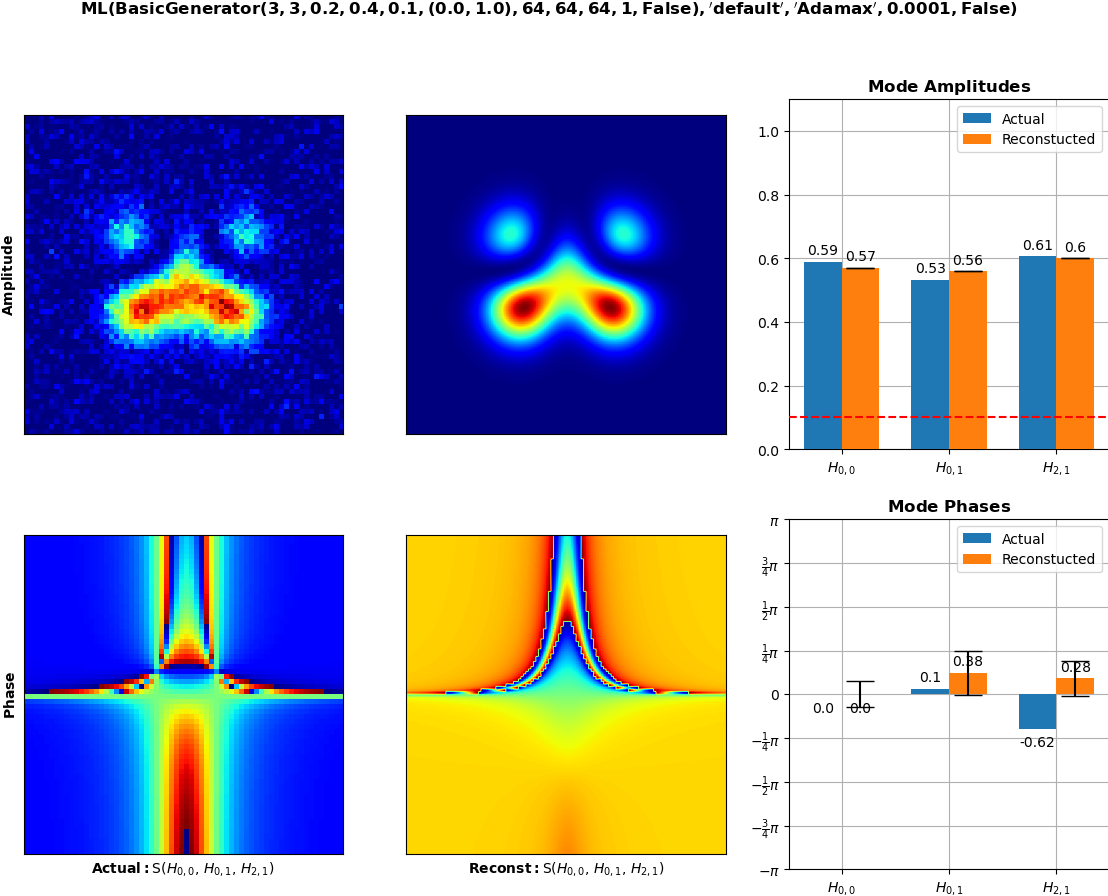 ML(BasicGenerator(3, 3, 0.2, 0.4, 0.1, (0.0, 1.0), 64, 64, 64, 1, False), 'default', 'Adamax', 0.0001, False)
Amplitude
Mode Amplitudes
Actual
Reconstucted
1.0
0.8
0.6
0.4
0.2
0.0
0.59
0.57
0.53
0.56
0.61
0.6
H0,0
H0,1
H2,1
Phase
Actual: S(H0,0, H0,1, H2,1)
Reconst: S(H0,0, H0,1, H2,1)
Mode Phases
Actual
Reconstucted
π
3/4π
1/2π
1/4π
0
−1/4π
−1/2π
−3/4π
−π
0.0
0.0
0.1
0.38
-0.62
0.28
H0,0
H0,1
H2,1